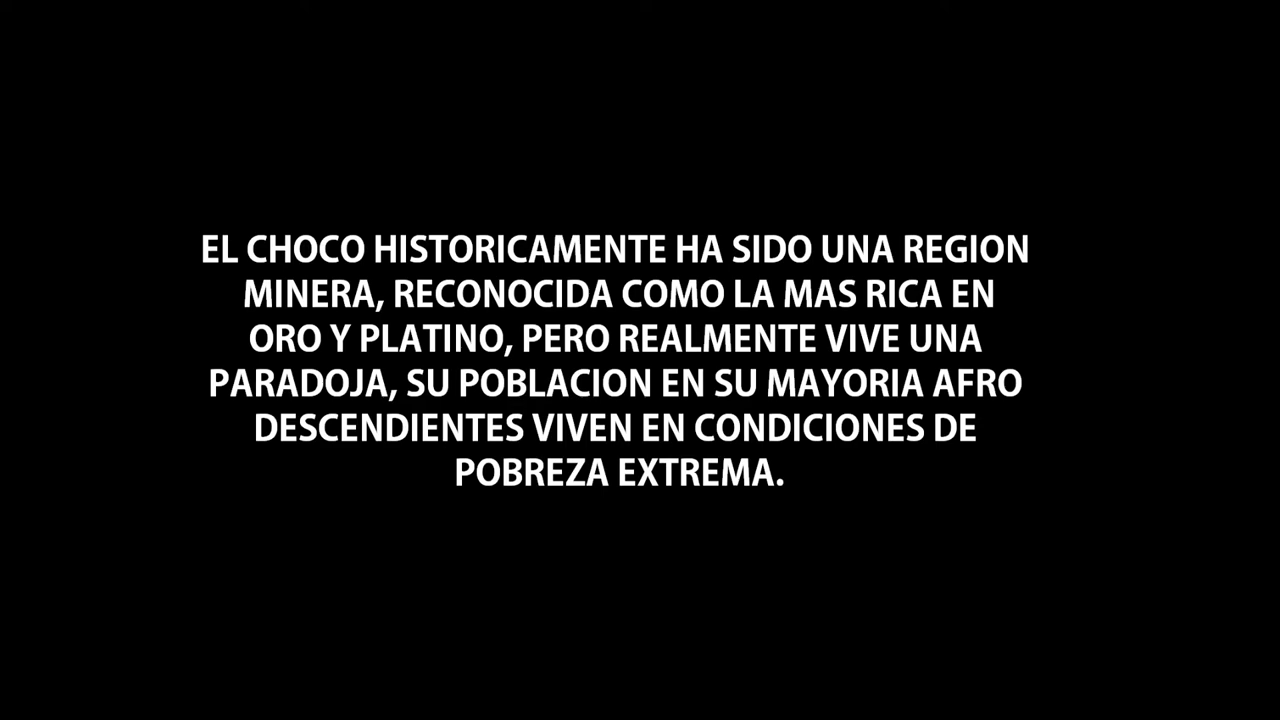 EL CHOCO HISTORICAMENTE HA SIDO UNA REGION
MINERA, RECONOCIDA COMO LA MAS RICA EN
ORO Y PLATINO, PERO REALMENTE VIVE UNA
PARADOJA, SU POBLACION EN SU MAYORIA AFRO
DESCENDIENTES VIVEN EN CONDICIONES DE
POBREZA EXTREMA.